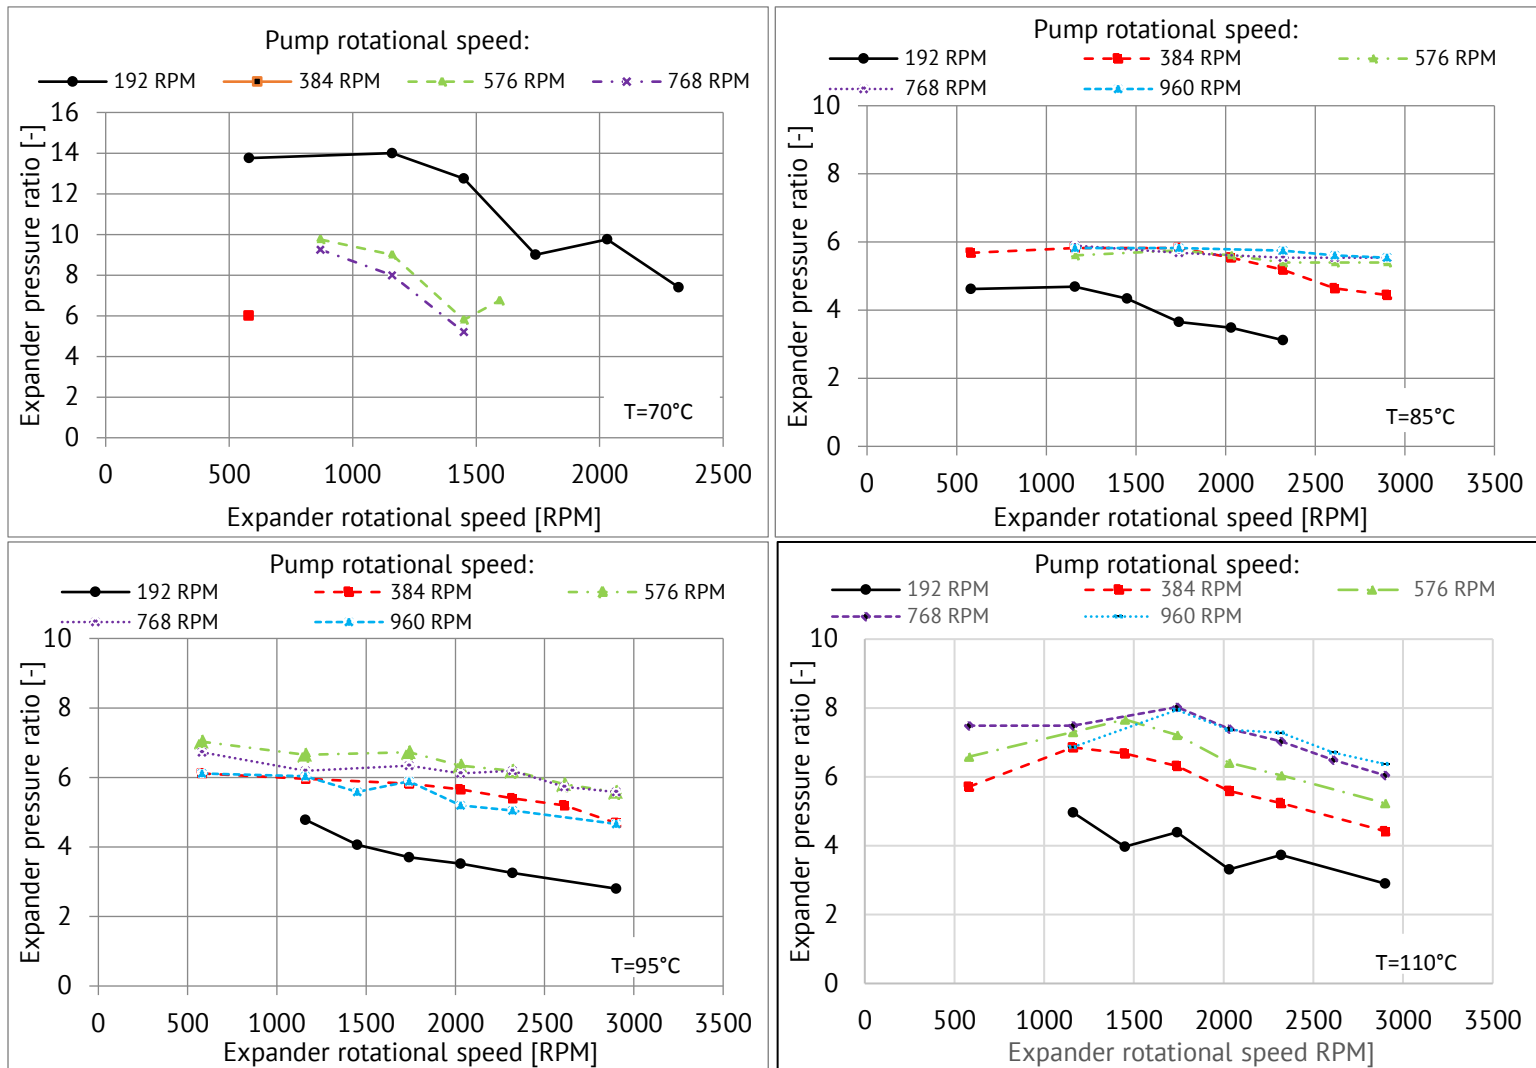 Pump rotational speed:
192 RPM 384 RPM 576 RPM 768 RPM
Expander pressure ratio [-]
16
14
12
10
8
6
4
2
0
T=70°C
0 500 1000 1500 2000 2500
Expander rotational speed [RPM]
Pump rotational speed:
192 RPM 384 RPM 576 RPM
768 RPM 960 RPM
Expander pressure ratio [-]
10
8
6
4
2
0
T=85°C
0 500 1000 1500 2000 2500 3000 3500
Expander rotational speed [RPM]
Pump rotational speed:
192 RPM 384 RPM 576 RPM
768 RPM 960 RPM
Expander pressure ratio [-]
10
8
6
4
2
0
T=95°C
0 500 1000 1500 2000 2500 3000 3500
Expander rotational speed [RPM]
Pump rotational speed:
192 RPM 384 RPM 576 RPM
768 RPM 960 RPM
Expander pressure ratio [-]
10
8
6
4
2
0
T=110°C
0 500 1000 1500 2000 2500 3000 3500
Expander rotational speed RPM]